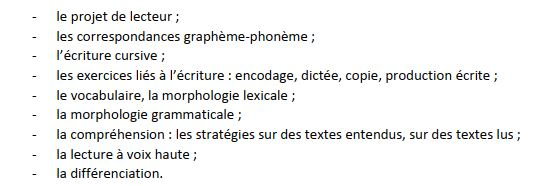 - le projet de lecteur ;
- les correspondances graphème-phonème ;
- l’écriture cursive ;
- les exercices liés à l’écriture : encodage, dictée, copie, production écrite ;
- le vocabulaire, la morphologie lexicale ;
- la morphologie grammaticale ;
- la compréhension : les stratégies sur des textes entendus, sur des textes lus ;
- la lecture à voix haute ;
- la différenciation.